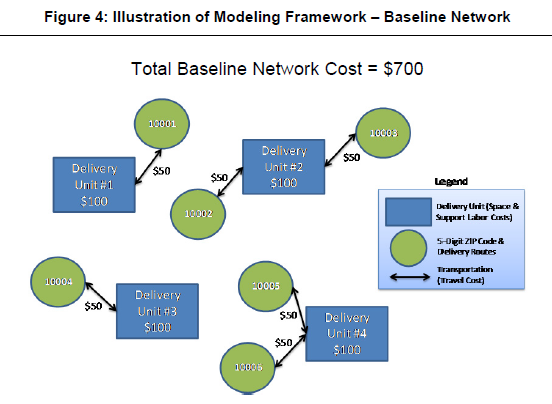 Figure 4: Illustration of Modeling Framework – Baseline Network
Total Baseline Network Cost = $700
10001
Delivery
Unit #1
$100
$50
Delivery
Unit #2
$100
10003
$50
$50
10002
Legend
Delivery Unit (Space &
Support Labor Costs)
5-Digit ZIP Code &
Delivery Routes
Transportation
(Travel Cost)
10004
$50
Delivery
Unit #3
$100
10005
$50
Delivery
Unit #4
$100
$50
10006